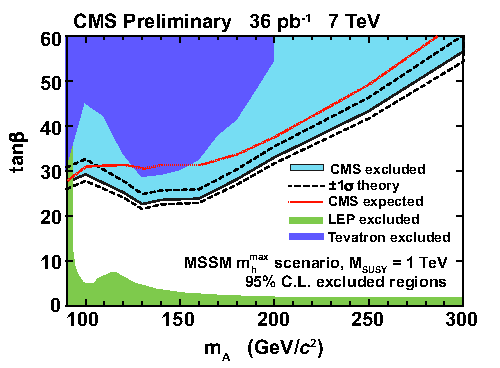 CMS Preliminary 36 pb⁻¹ 7 TeV
60
50
40
30
20
10
0
tanβ
CMS excluded
±1σ theory
CMS expected
LEP excluded
Tevatron excluded
MSSM mₕᵐᵃˣ scenario, M_SUSY = 1 TeV
95% C.L. excluded regions
100 150 200 250 300
m_A (GeV/c²)